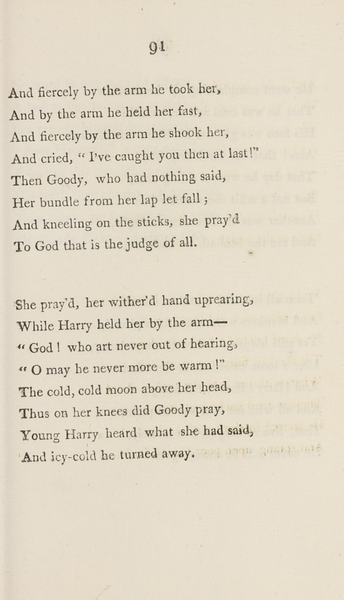 91
And fiercely by the arm he took her,
And by the arm he held her fast,
And fiercely by the arm he shook her,
And cried, “ I've caught you then at last!”
Then Goody, who had nothing said,
Her bundle from her lap let fall ;
And kneeling on the sticks, she pray'd
To God that is the judge of all.
She pray'd, her wither'd hand uprearing,
While Harry held her by the arm—
“ God ! who art never out of hearing,
“ O may he never more be warm !”
The cold, cold moon above her head,
Thus on her knees did Goody pray,
Young Harry heard what she had said,
And icy-cold he turned away.